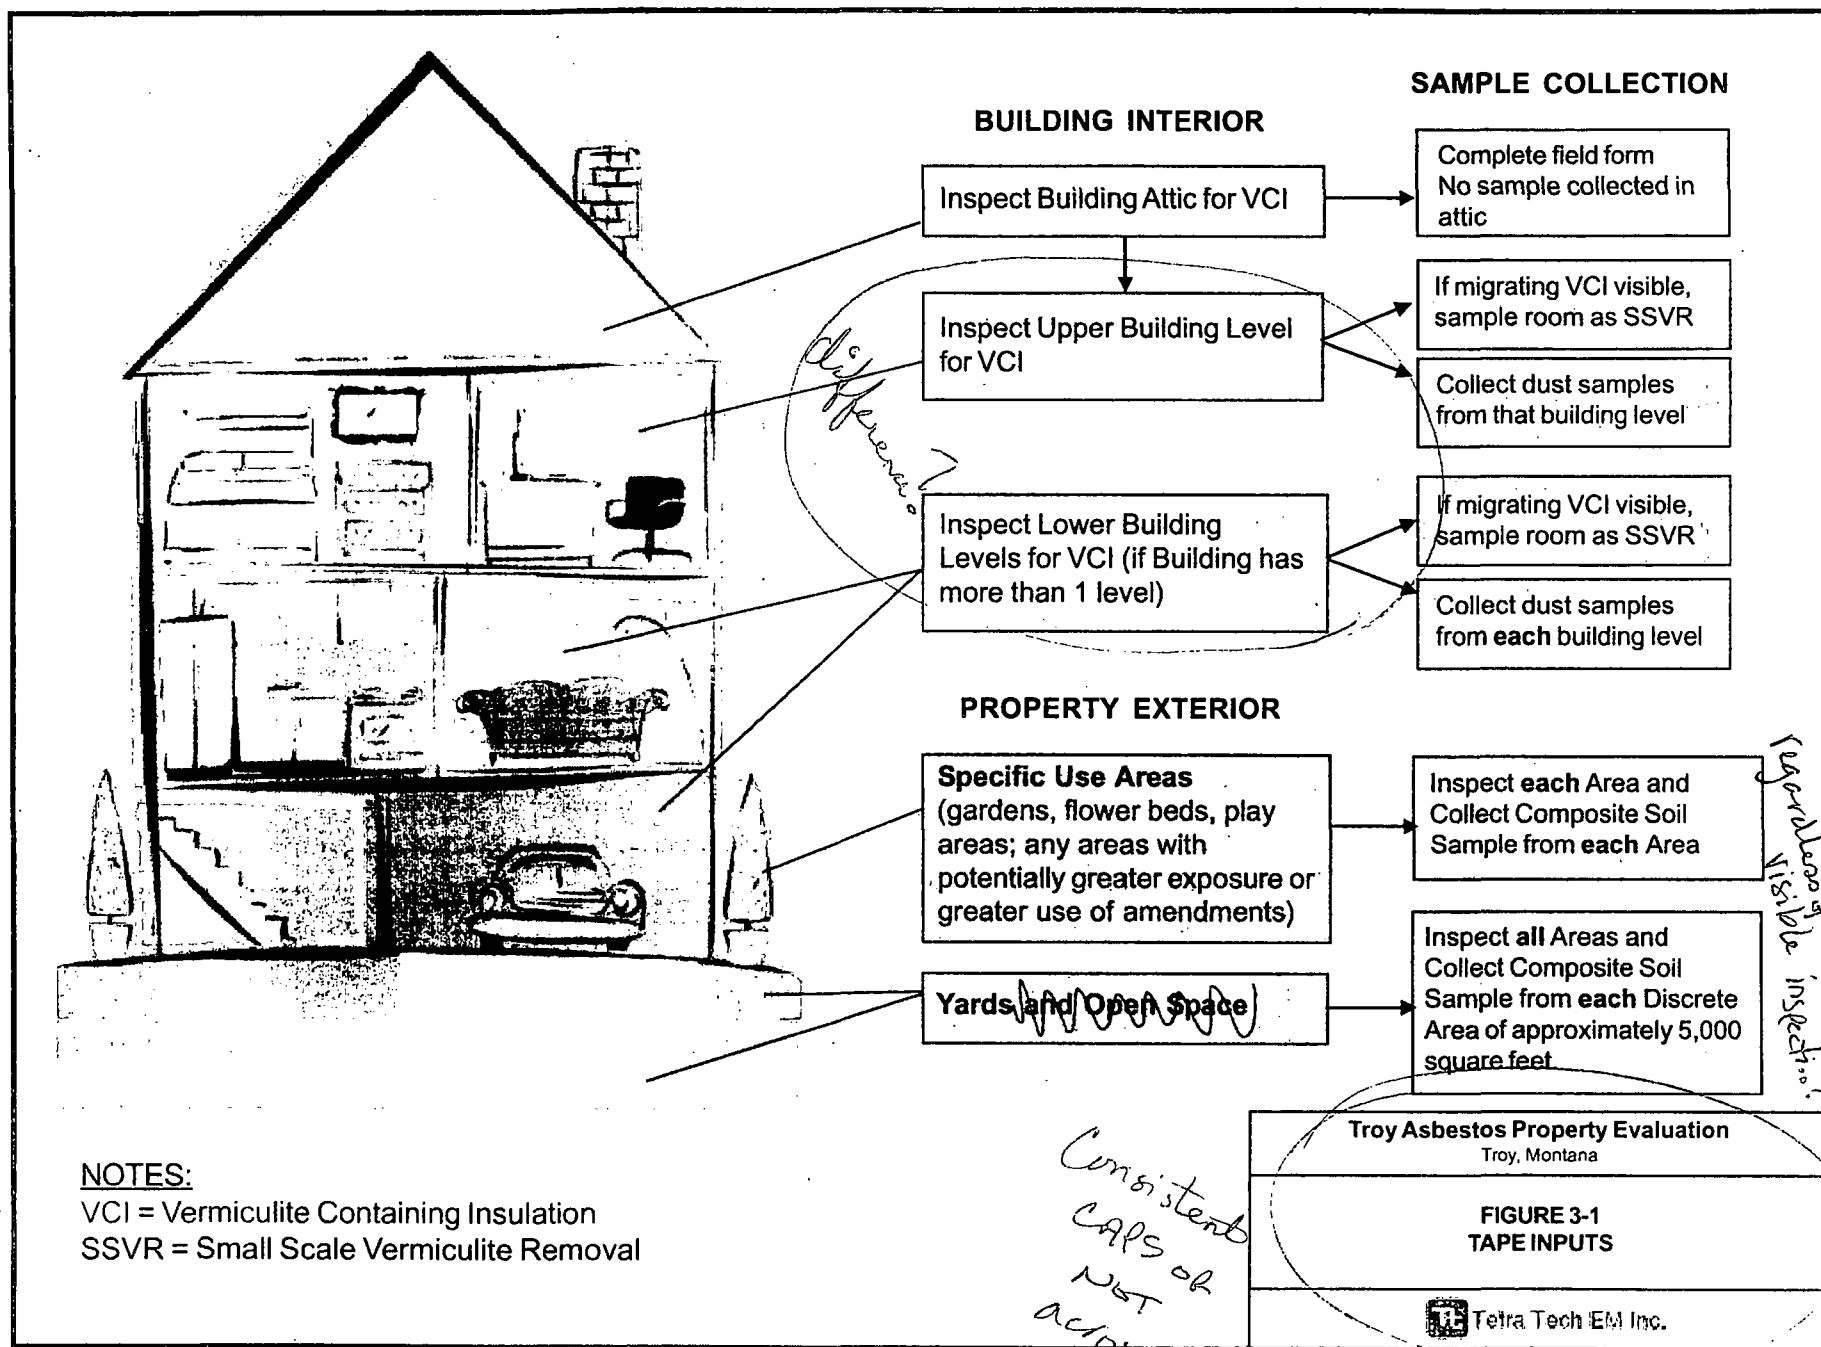 SAMPLE COLLECTION
BUILDING INTERIOR
Inspect Building Attic for VCI
Complete field form
No sample collected in
attic
Inspect Upper Building Level
for VCI
If migrating VCI visible,
sample room as SSVR
Collect dust samples
from that building level
difference?
Inspect Lower Building
Levels for VCI (if Building has
more than 1 level)
If migrating VCI visible,
sample room as SSVR
Collect dust samples
from each building level
PROPERTY EXTERIOR
Specific Use Areas
(gardens, flower beds, play
areas; any areas with
potentially greater exposure or
greater use of amendments)
Inspect each Area and
Collect Composite Soil
Sample from each Area
regardless of
visible inspection?
Yards and Open Space
Inspect all Areas and
Collect Composite Soil
Sample from each Discrete
Area of approximately 5,000
square feet
NOTES:
VCI = Vermiculite Containing Insulation
SSVR = Small Scale Vermiculite Removal
Consistent
CAPS or
NOT
Troy Asbestos Property Evaluation
Troy, Montana
FIGURE 3-1
TAPE INPUTS
Tetra Tech EM Inc.